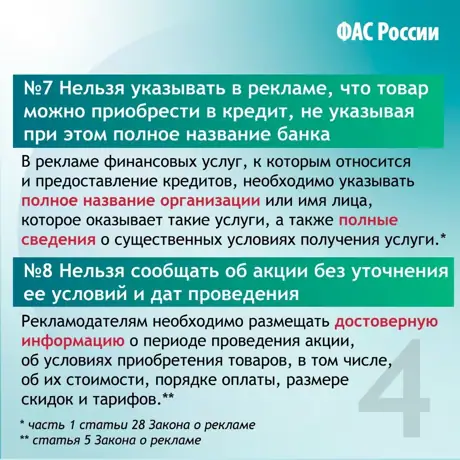 ФАС России
№7 Нельзя указывать в рекламе, что товар
можно приобрести в кредит, не указывая
при этом полное название банка
В рекламе финансовых услуг, к которым относится
и предоставление кредитов, необходимо указывать
полное название организации или имя лица,
которое оказывает такие услуги, а также полные
сведения о существенных условиях получения услуги.*
№8 Нельзя сообщать об акции без уточнения
ее условий и дат проведения
Рекламодателям необходимо размещать достоверную
информацию о периоде проведения акции,
об условиях приобретения товаров, в том числе,
об их стоимости, порядке оплаты, размере
скидок и тарифов.**
4
* часть 1 статьи 28 Закона о рекламе
** статья 5 Закона о рекламе